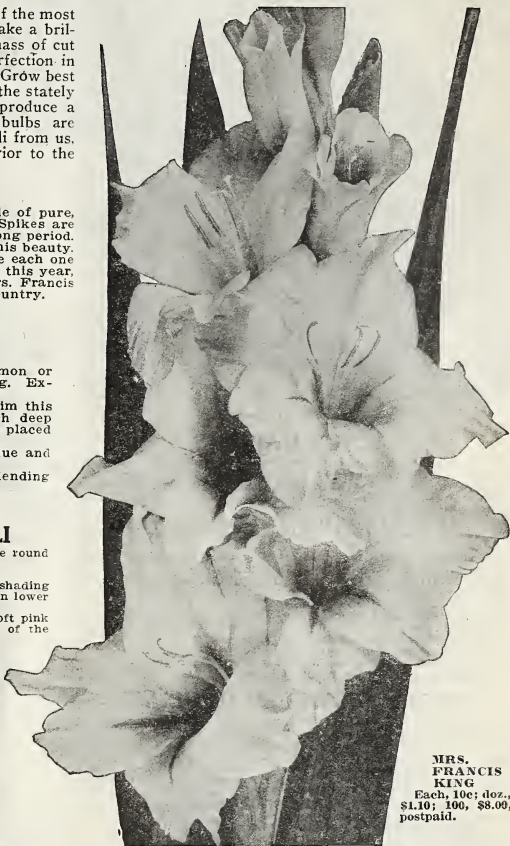 f the most
ake a bril-
ass of cut
rfection in
Grow best
the stately
produce a
bulbs are
li from us,
rior to the
le of pure,
Spikes are
ong period.
his beauty.
e each one
this year,
rs. Francis
untry.
mon or
g. Ex-
im this
h deep
placed
ue and
ending
LI
e round
shading
n lower
oft pink
of the
MRS.
FRANCIS
KING
Each, 10c; doz.,
$1.10; 100, $8.00,
postpaid.